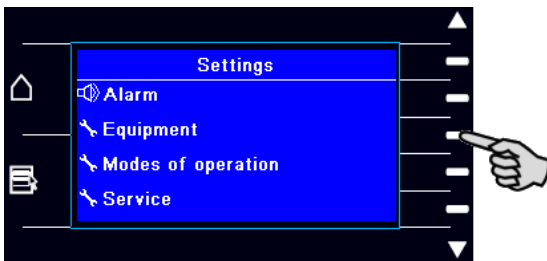 Settings
Alarm
Equipment
Modes of operation
Service